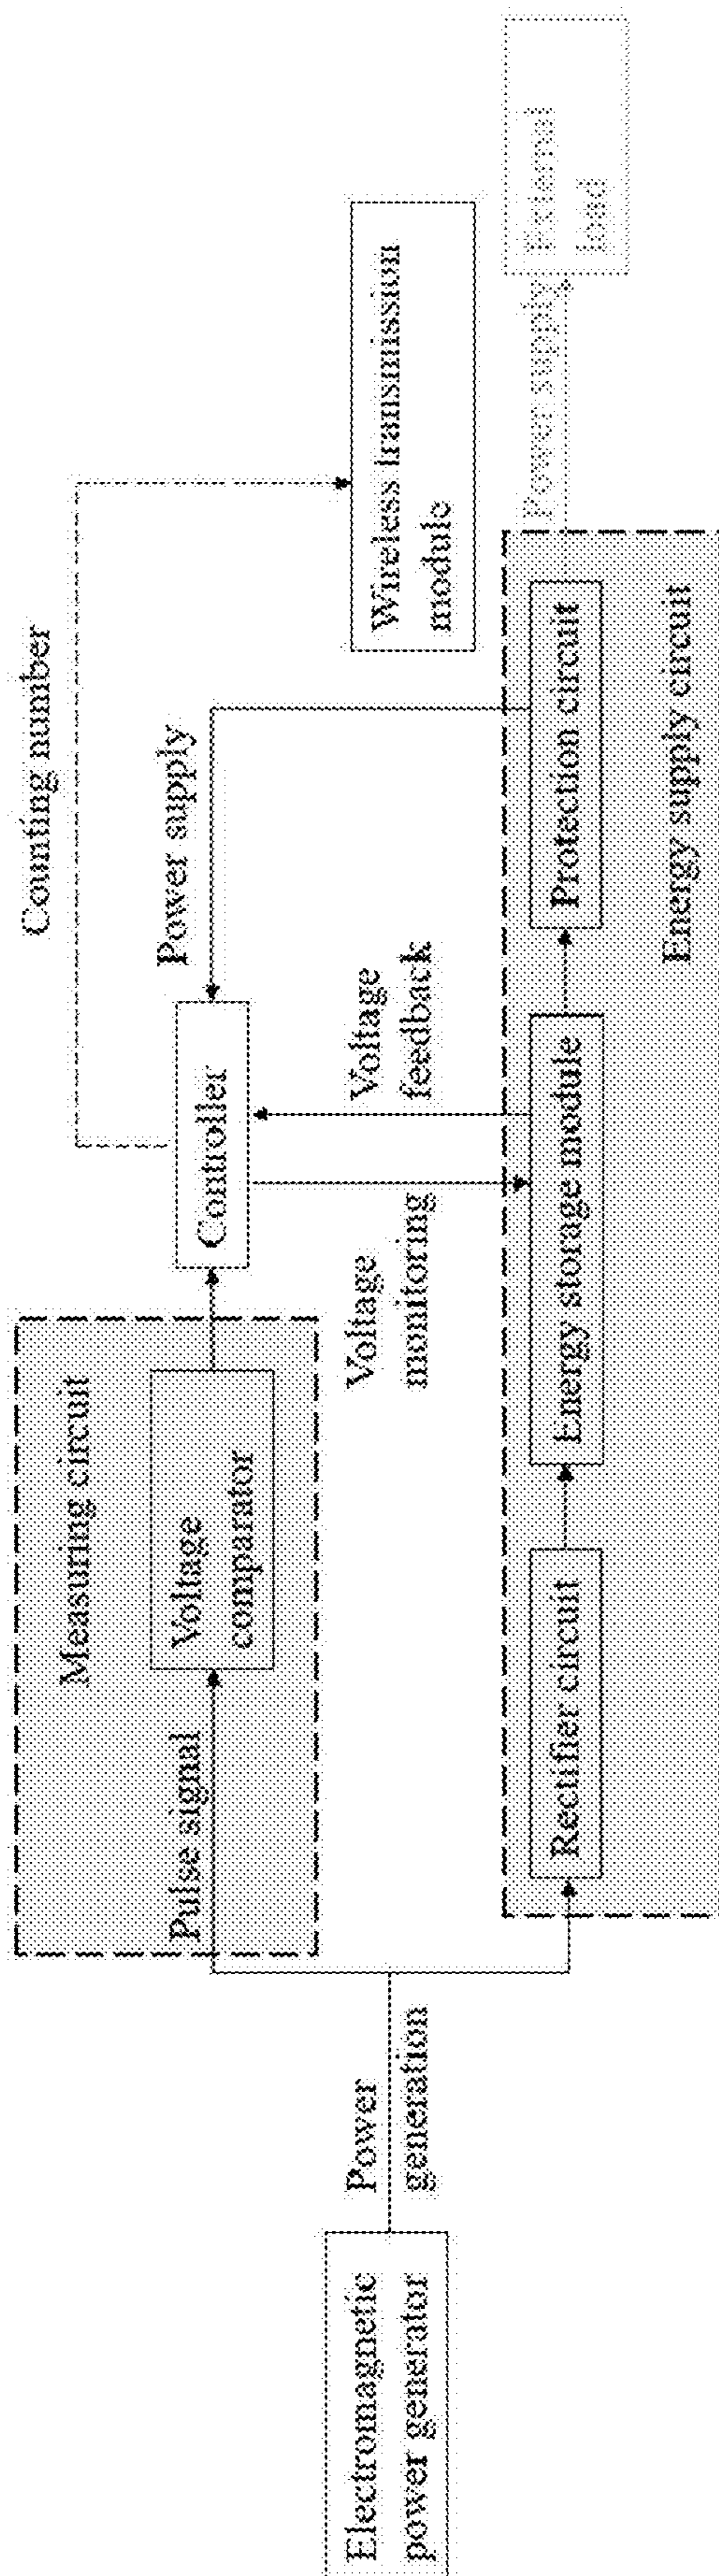 Electromagnetic
power generator
Power
generation
Pulse signal
Measuring circuit
Voltage
comparator
Controller
Counting number
Power supply
Voltage
monitoring
Voltage
feedback
Wireless transmission
module
Rectifier circuit
Energy storage module
Protection circuit
Energy supply circuit
Power supply
External
load